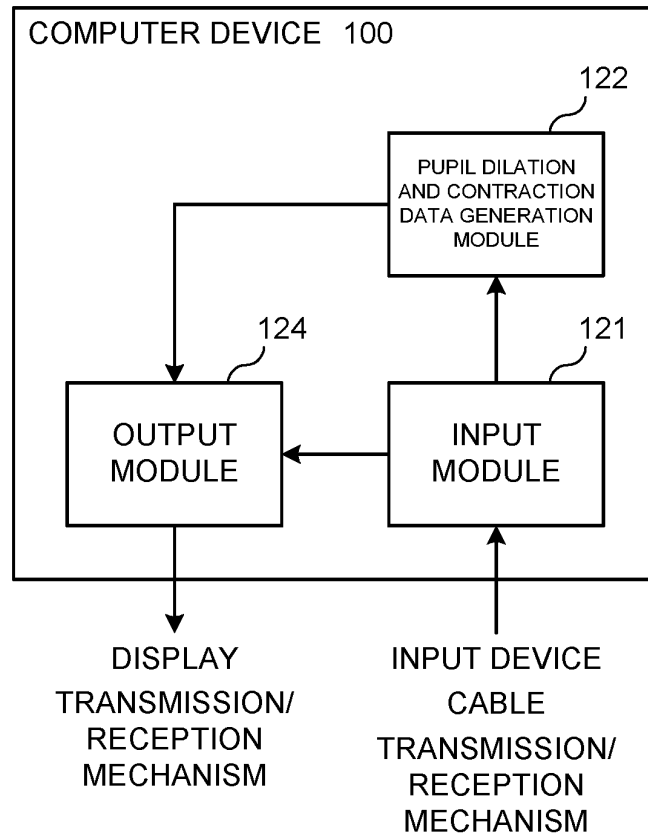 COMPUTER DEVICE 100
122
PUPIL DILATION
AND CONTRACTION
DATA GENERATION
MODULE
124
121
OUTPUT
MODULE
INPUT
MODULE
DISPLAY
TRANSMISSION/
RECEPTION
MECHANISM
INPUT DEVICE
CABLE
TRANSMISSION/
RECEPTION
MECHANISM